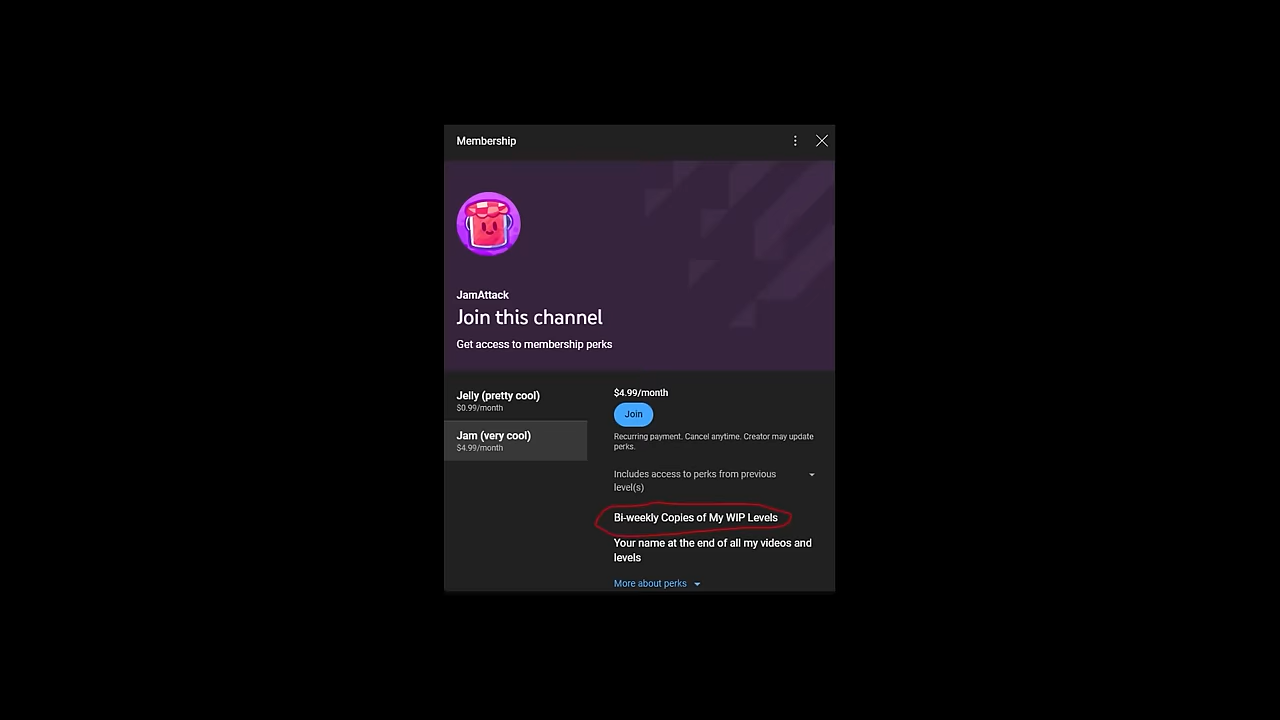 Membership
JamAttack
Join this channel
Get access to membership perks
Jelly (pretty cool)
$0.99/month
Jam (very cool)
$4.99/month
$4.99/month
Join
Recurring payment. Cancel anytime. Creator may update
perks.
Includes access to perks from previous
level(s)
Bi-weekly Copies of My WIP Levels
Your name at the end of all my videos and
levels
More about perks